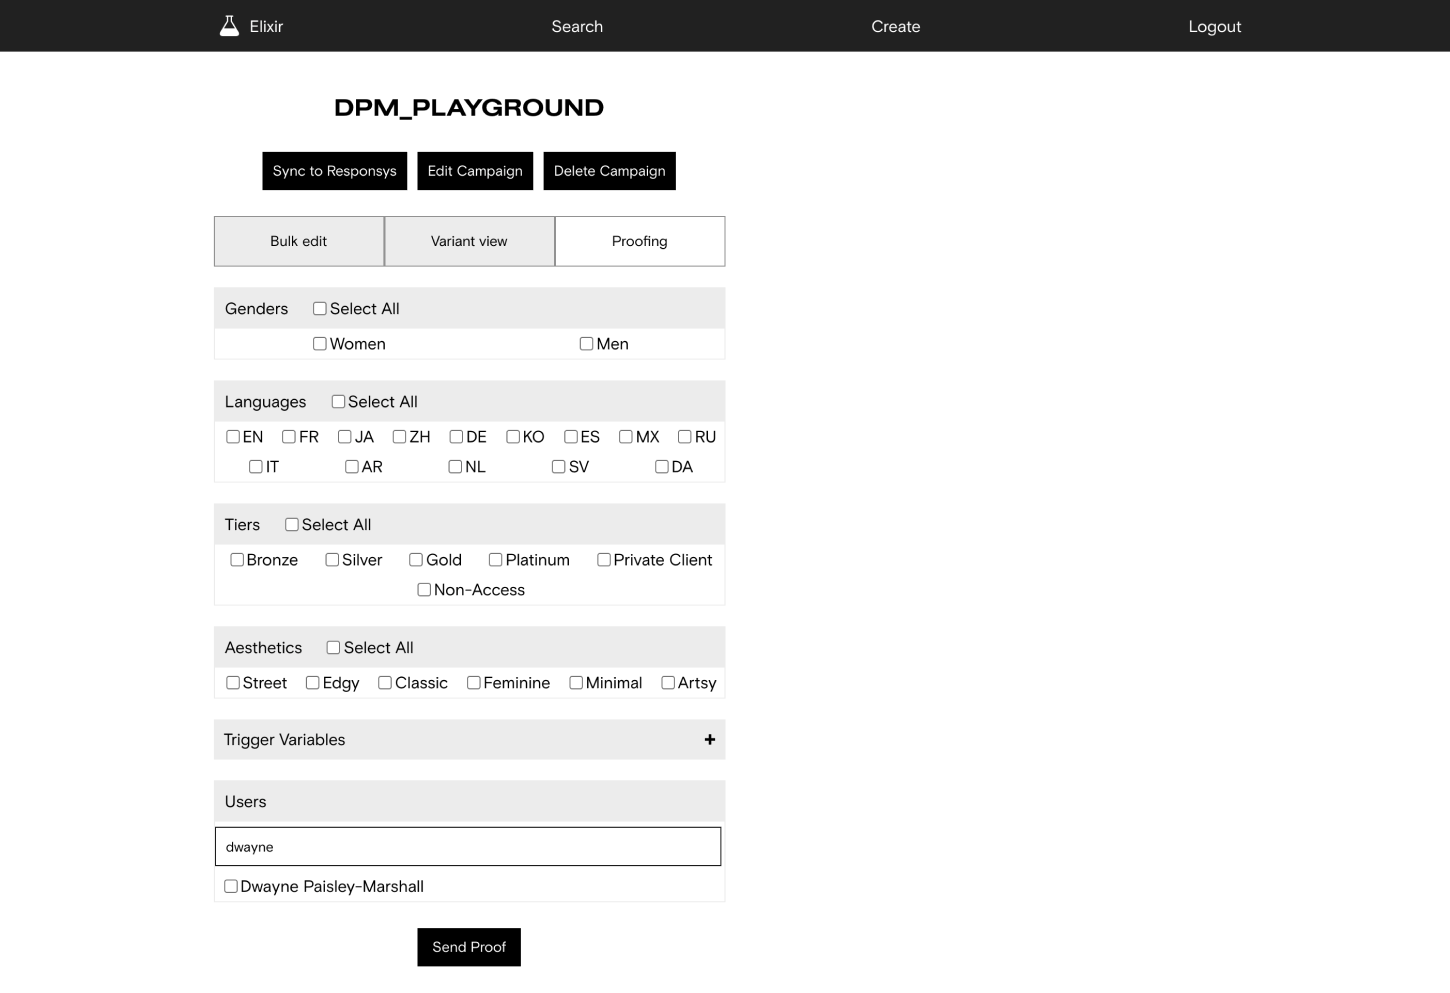 Elixir Search Create Logout
DPM_PLAYGROUND
Sync to Responsys Edit Campaign Delete Campaign
Bulk edit Variant view Proofing
Genders Select All
Women Men
Languages Select All
EN FR JA ZH DE KO ES MX RU
IT AR NL SV DA
Tiers Select All
Bronze Silver Gold Platinum Private Client
Non-Access
Aesthetics Select All
Street Edgy Classic Feminine Minimal Artsy
Trigger Variables
Users
dwayne
Dwayne Paisley-Marshall
Send Proof